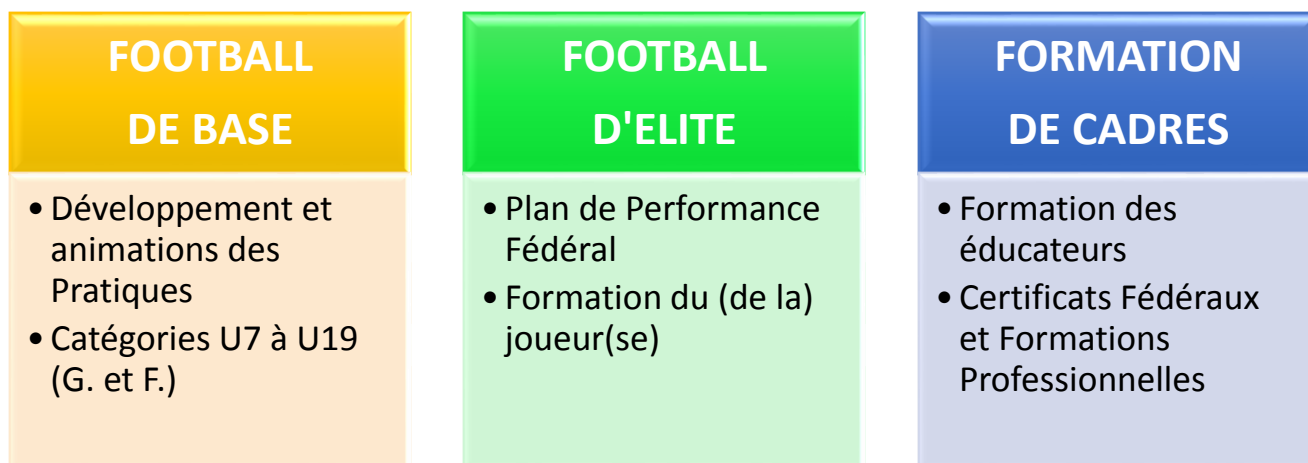 FOOTBALL
DE BASE
• Développement et
animations des
Pratiques
• Catégories U7 à U19
(G. et F.)
FOOTBALL
D'ELITE
• Plan de Performance
Fédéral
• Formation du (de la)
joueur(se)
FORMATION
DE CADRES
• Formation des
éducateurs
• Certificats Fédéraux
et Formations
Professionnelles